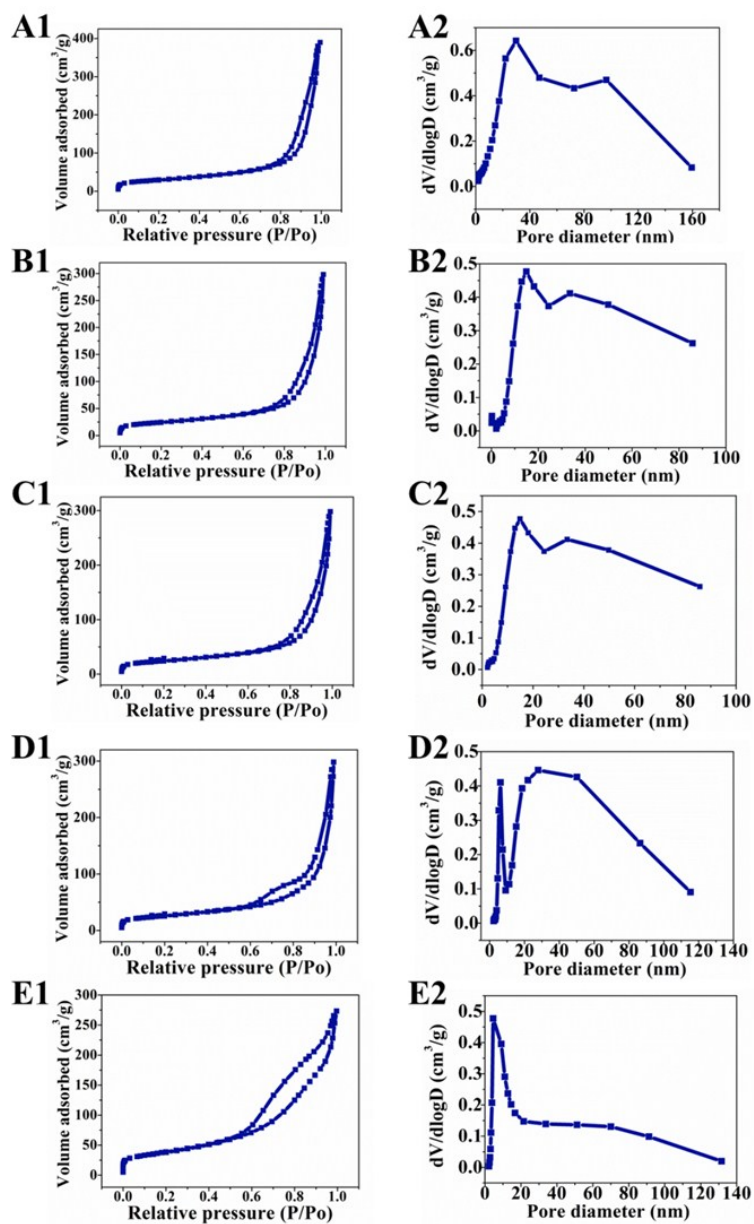 A1
Volume adsorbed (cm³/g)
400
300
200
100
0
0.0 0.2 0.4 0.6 0.8 1.0
Relative pressure (P/Po)
A2
dV/dlogD (cm³/g)
0.6
0.4
0.2
0.0
0 40 80 120 160
Pore diameter (nm)
B1
Volume adsorbed (cm³/g)
300
250
200
150
100
50
0
0.0 0.2 0.4 0.6 0.8 1.0
Relative pressure (P/Po)
B2
dV/dlogD (cm³/g)
0.5
0.4
0.3
0.2
0.1
0.0
0 20 40 60 80 100
Pore diameter (nm)
C1
Volume adsorbed (cm³/g)
300
200
100
0
0.0 0.2 0.4 0.6 0.8 1.0
Relative pressure (P/Po)
C2
dV/dlogD (cm³/g)
0.5
0.4
0.3
0.2
0.1
0.0
0 20 40 60 80 100
Pore diameter (nm)
D1
Volume adsorbed (cm³/g)
300
200
100
0
0.0 0.2 0.4 0.6 0.8 1.0
Relative pressure (P/Po)
D2
dV/dlogD (cm³/g)
0.5
0.4
0.3
0.2
0.1
0.0
0 20 40 60 80 100 120 140
Pore diameter (nm)
E1
Volume adsorbed (cm³/g)
300
250
200
150
100
50
0
0.0 0.2 0.4 0.6 0.8 1.0
Relative pressure (P/Po)
E2
dV/dlogD (cm³/g)
0.5
0.4
0.3
0.2
0.1
0.0
0 20 40 60 80 100 120 140
Pore diameter (nm)